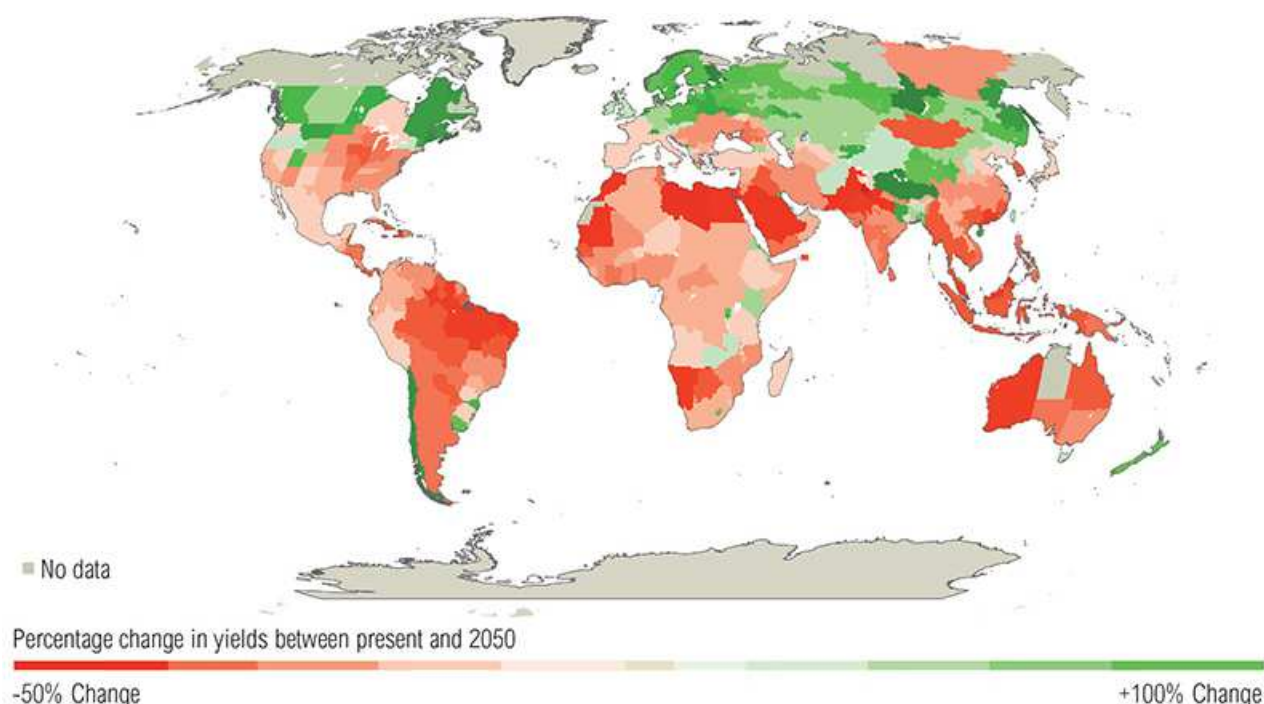 No data
Percentage change in yields between present and 2050
-50% Change
+100% Change